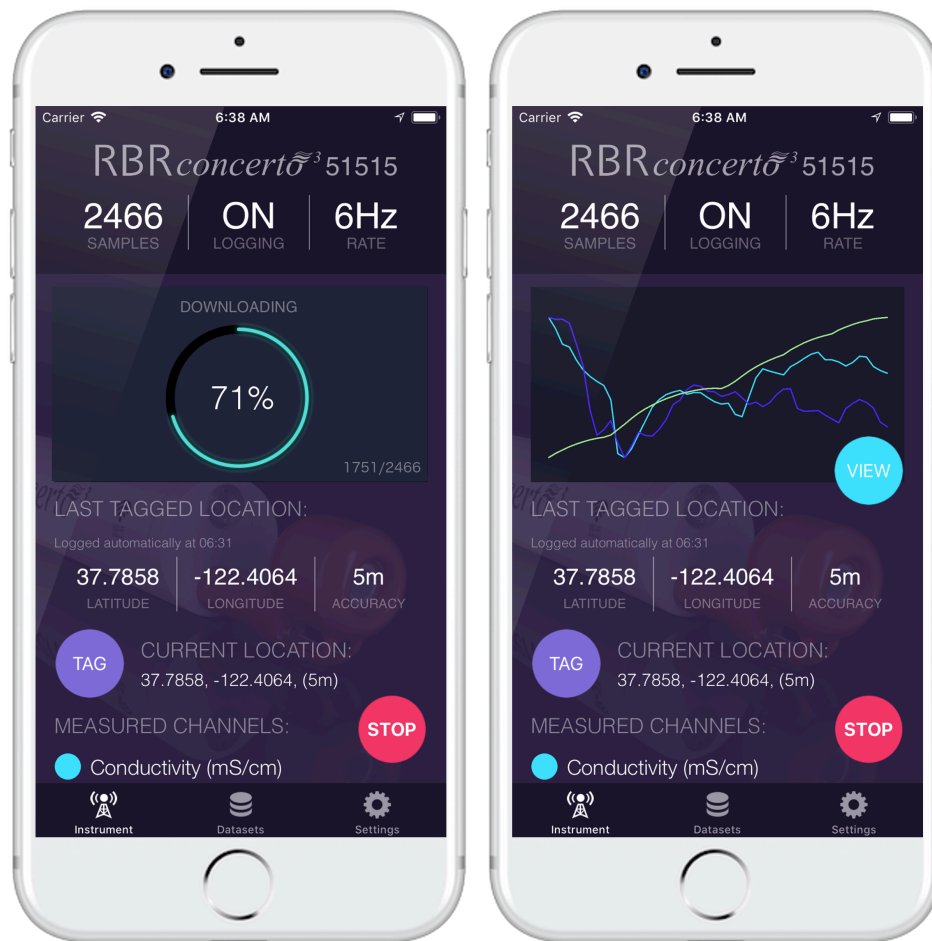 Carrier 6:38 AM
RBRconcerto³ 51515
2466 ON 6Hz
SAMPLES LOGGING RATE
DOWNLOADING
71%
1751/2466
LAST TAGGED LOCATION:
Logged automatically at 06:31
37.7858 -122.4064 5m
LATITUDE LONGITUDE ACCURACY
TAG
CURRENT LOCATION:
37.7858, -122.4064, (5m)
MEASURED CHANNELS:
STOP
Conductivity (mS/cm)
Instrument Datasets Settings
Carrier 6:38 AM
RBRconcerto³ 51515
2466 ON 6Hz
SAMPLES LOGGING RATE
VIEW
LAST TAGGED LOCATION:
Logged automatically at 06:31
37.7858 -122.4064 5m
LATITUDE LONGITUDE ACCURACY
TAG
CURRENT LOCATION:
37.7858, -122.4064, (5m)
MEASURED CHANNELS:
STOP
Conductivity (mS/cm)
Instrument Datasets Settings